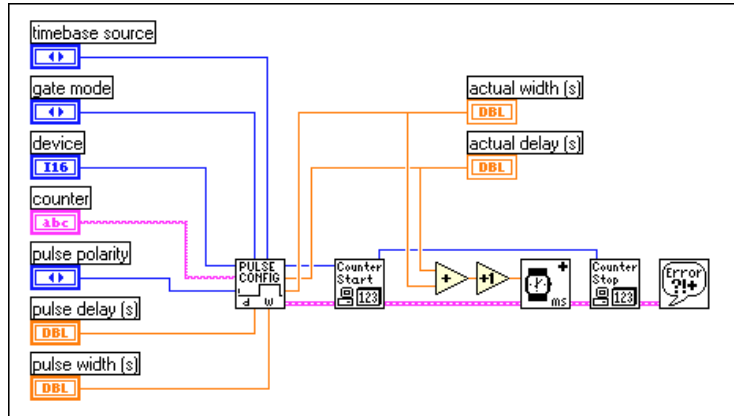 timebase source
gate mode
device
I16
counter
abc
pulse polarity
pulse delay (s)
DBL
pulse width (s)
DBL
PULSE
CONFIG
d w
Counter
Start
123
actual width (s)
DBL
actual delay (s)
DBL
+
+1
+
ms
Counter
Stop
123
Error
?!+